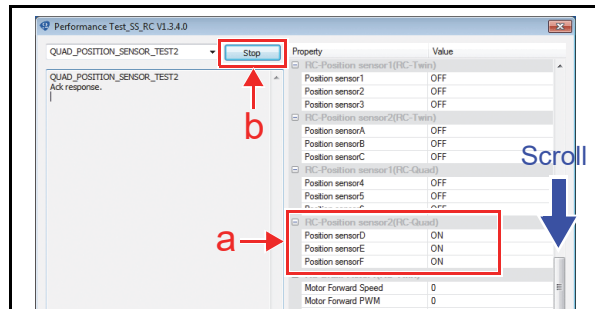 Performance Test_SS_RC V1.3.4.0
QUAD_POSITION_SENSOR_TEST2
Stop
QUAD_POSITION_SENSOR_TEST2
Ack response.
b
a
Property Value
RC-Position sensor1(RC-Twin)
Position sensor1 OFF
Position sensor2 OFF
Position sensor3 OFF
RC-Position sensor2(RC-Twin)
Position sensorA OFF
Position sensorB OFF
Position sensorC OFF
Scroll
RC-Position sensor1(RC-Quad)
Position sensor4 OFF
Position sensor5 OFF
RC-Position sensor2(RC-Quad)
Position sensorD ON
Position sensorE ON
Position sensorF ON
Motor Forward Speed 0
Motor Forward PWM 0